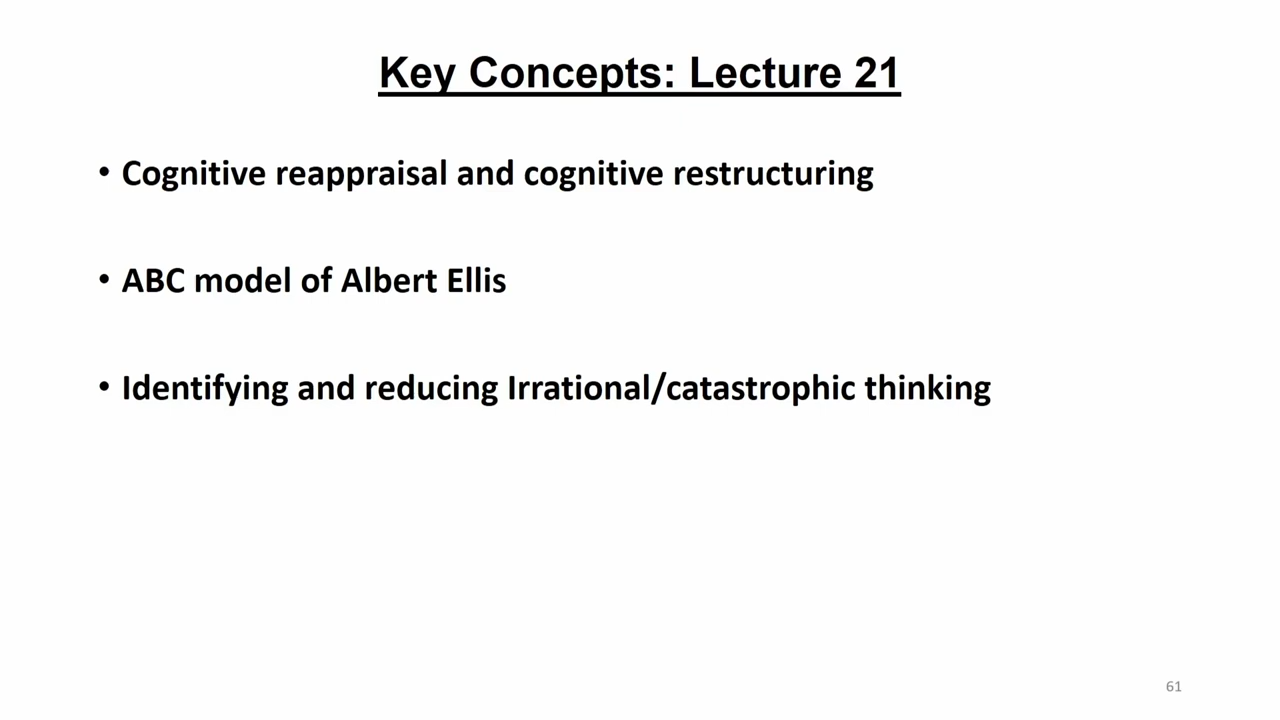 Key Concepts: Lecture 21
• Cognitive reappraisal and cognitive restructuring
• ABC model of Albert Ellis
• Identifying and reducing Irrational/catastrophic thinking
61